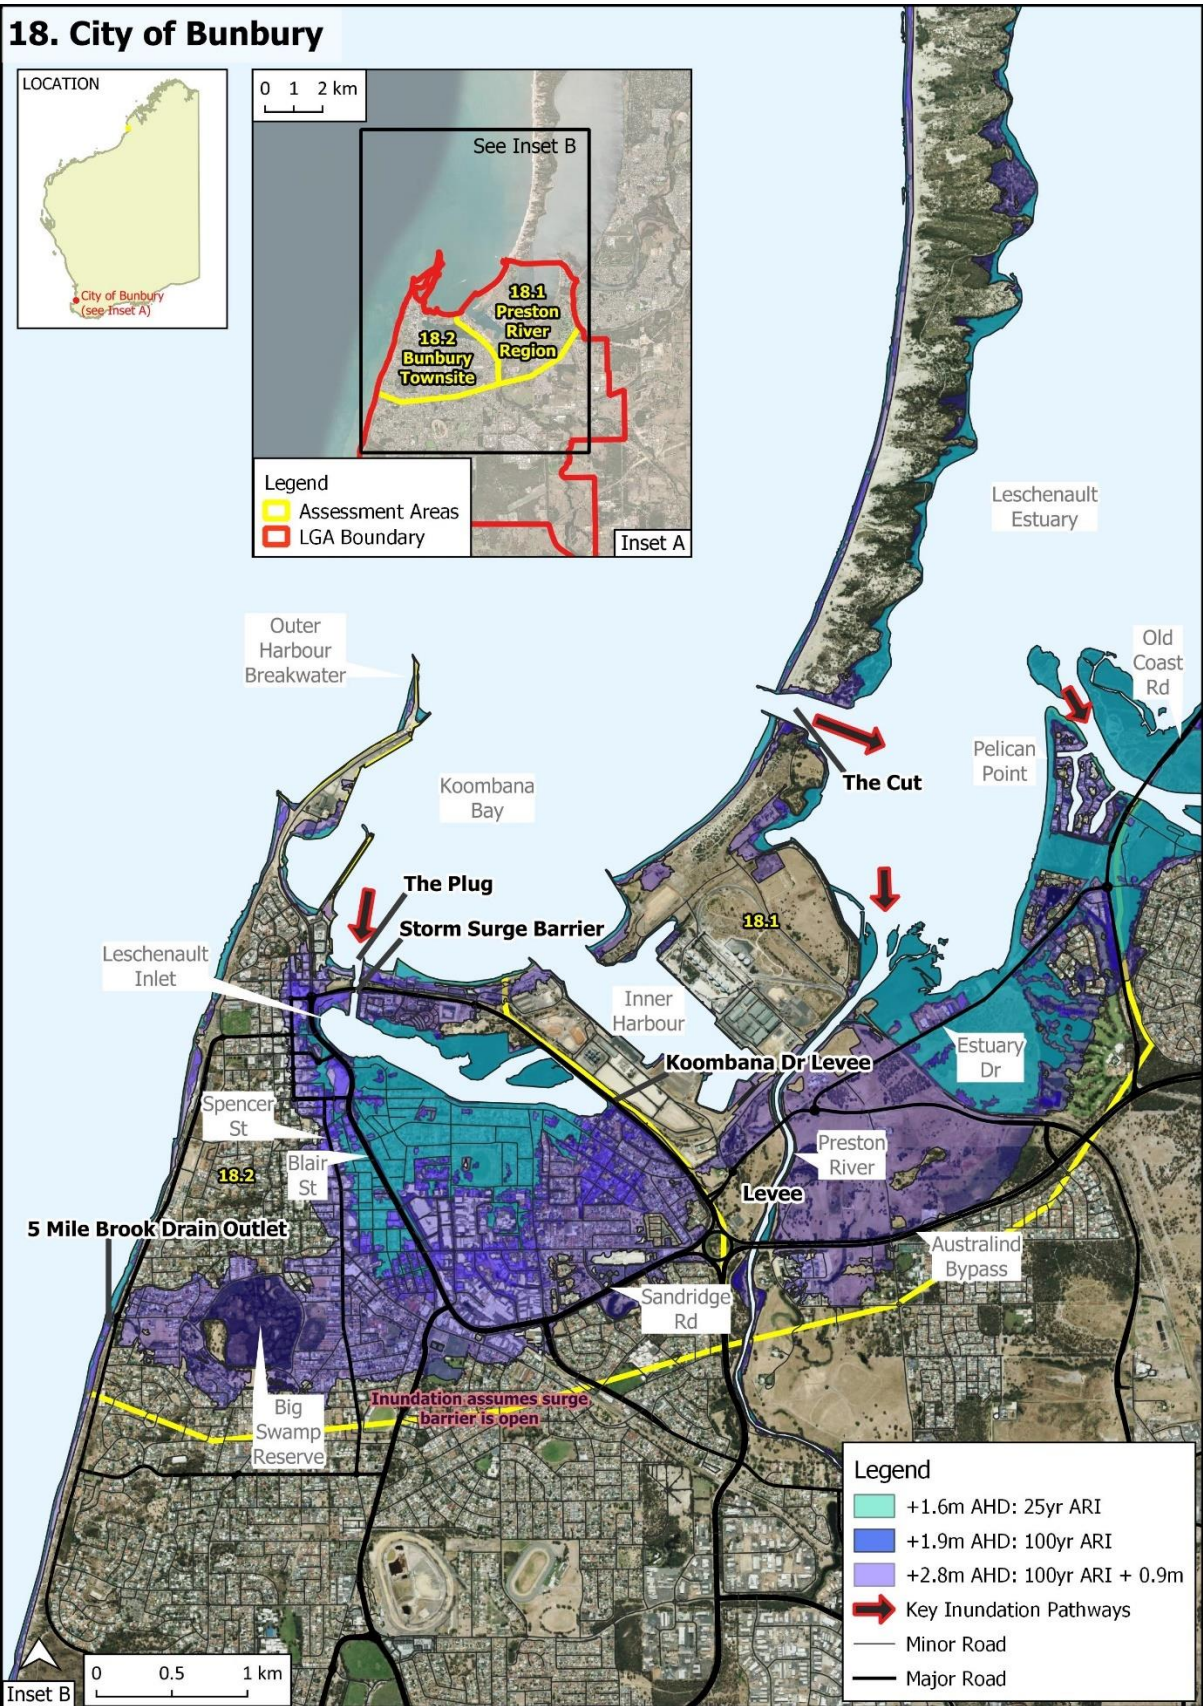 18. City of Bunbury
LOCATION
City of Bunbury
(see Inset A)
0 1 2 km
See Inset B
18.1
Preston
River
Region
18.2
Bunbury
Townsite
Legend
Assessment Areas
LGA Boundary
Inset A
Leschenault
Estuary
Outer
Harbour
Breakwater
Old
Coast
Rd
Pelican
Point
Koombana
Bay
The Cut
The Plug
Storm Surge Barrier
18.1
Leschenault
Inlet
Inner
Harbour
Koombana Dr Levee
Estuary
Dr
Spencer
St
Blair
St
Preston
River
18.2
Levee
5 Mile Brook Drain Outlet
Australind
Bypass
Sandridge
Rd
Inundation assumes surge
barrier is open
Big
Swamp
Reserve
Legend
+1.6m AHD: 25yr ARI
+1.9m AHD: 100yr ARI
+2.8m AHD: 100yr ARI + 0.9m
Key Inundation Pathways
Minor Road
Major Road
0 0.5 1 km
Inset B